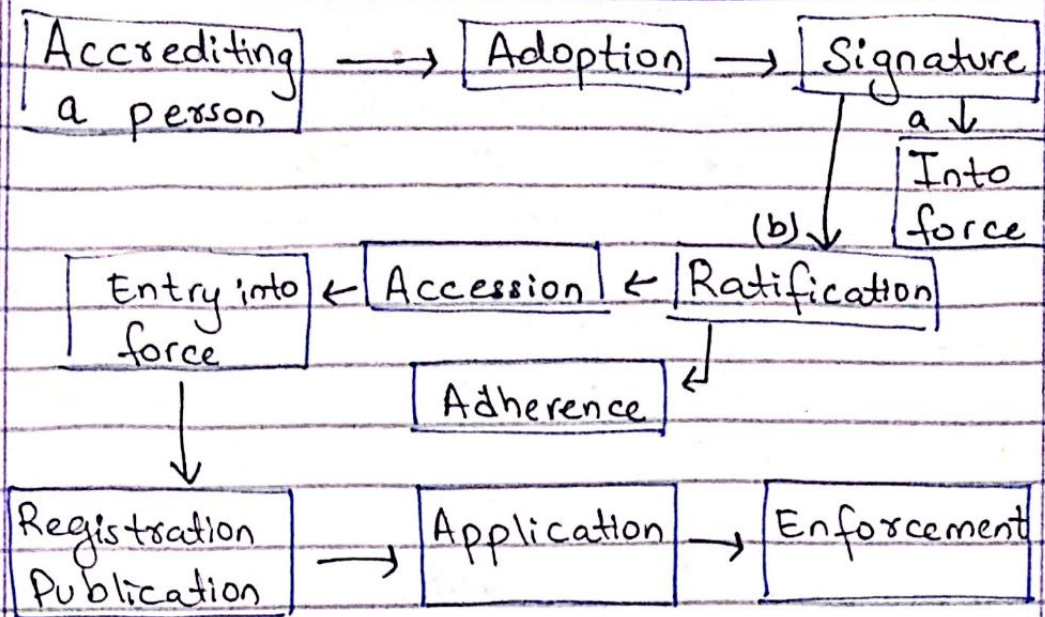 Accrediting a person → Adoption → Signature
a ↓
Into force
(b)
Entry into force ← Accession ← Ratification
Adherence
Registration Publication → Application → Enforcement